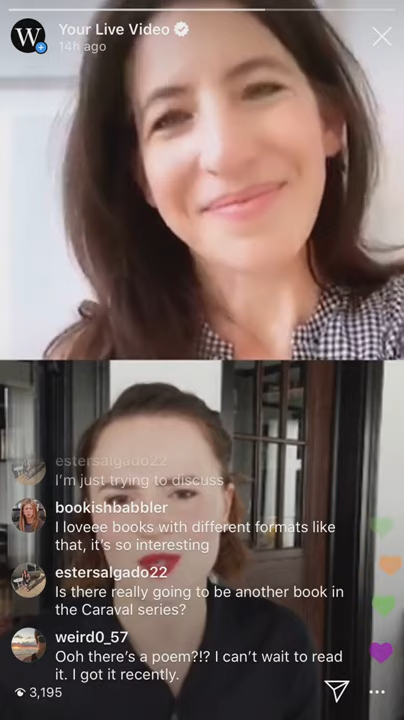 W
Your Live Video
14h ago
estersalgado22
I'm just trying to discuss
bookishbabbler
I loveee books with different formats like
that, it's so interesting
estersalgado22
Is there really going to be another book in
the Caraval series?
weird0_57
Ooh there's a poem?!? I can't wait to read
it. I got it recently.
3,195